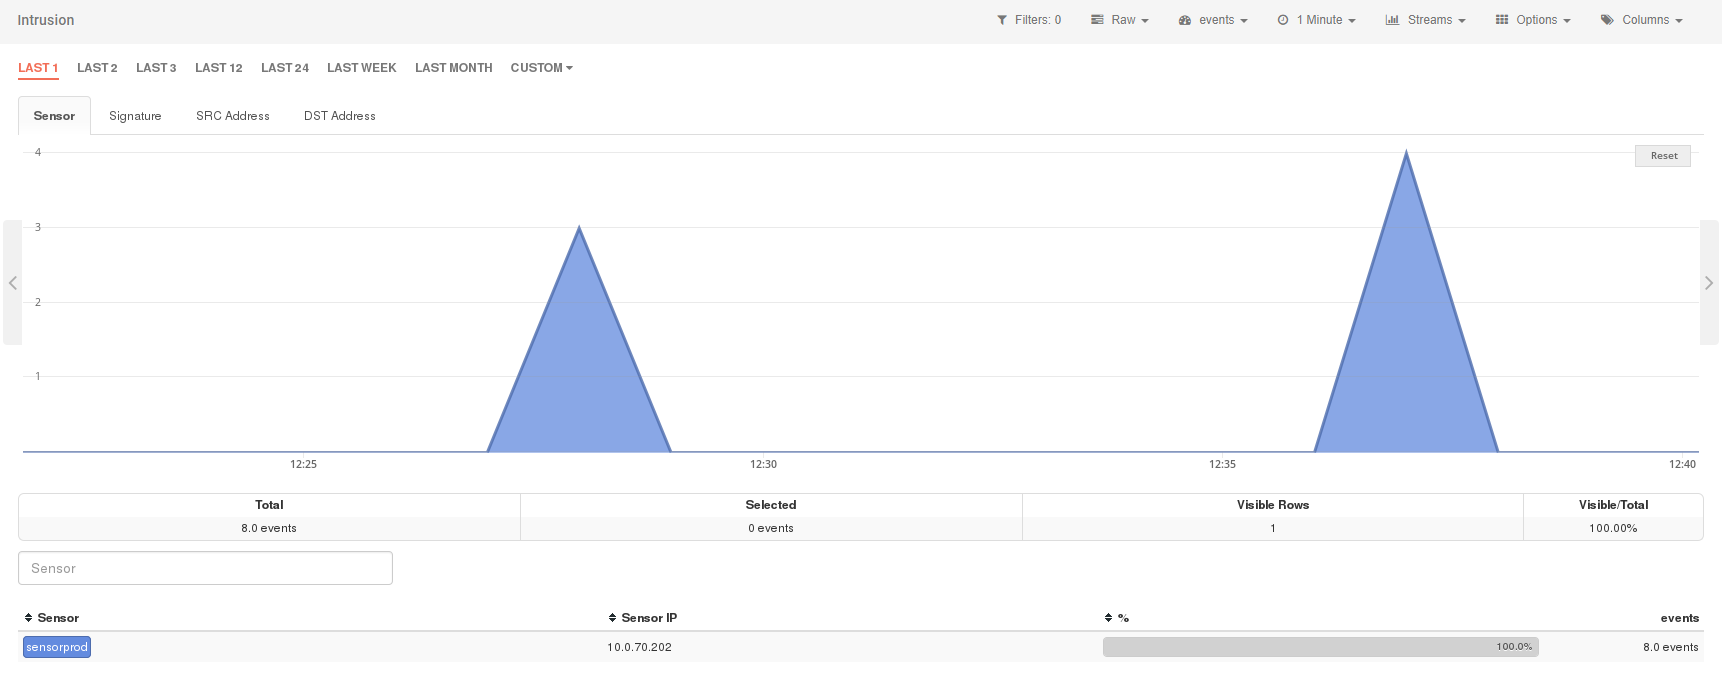 Intrusion Filters: 0 Raw events 1 Minute Streams Options Columns
LAST 1 LAST 2 LAST 3 LAST 12 LAST 24 LAST WEEK LAST MONTH CUSTOM
Sensor Signature SRC Address DST Address
4
Reset
3
2
1
12:25 12:30 12:35 12:40
Total Selected Visible Rows Visible/Total
8.0 events 0 events 1 100.00%
Sensor
Sensor Sensor IP % events
sensorprod 10.0.70.202 100.0% 8.0 events